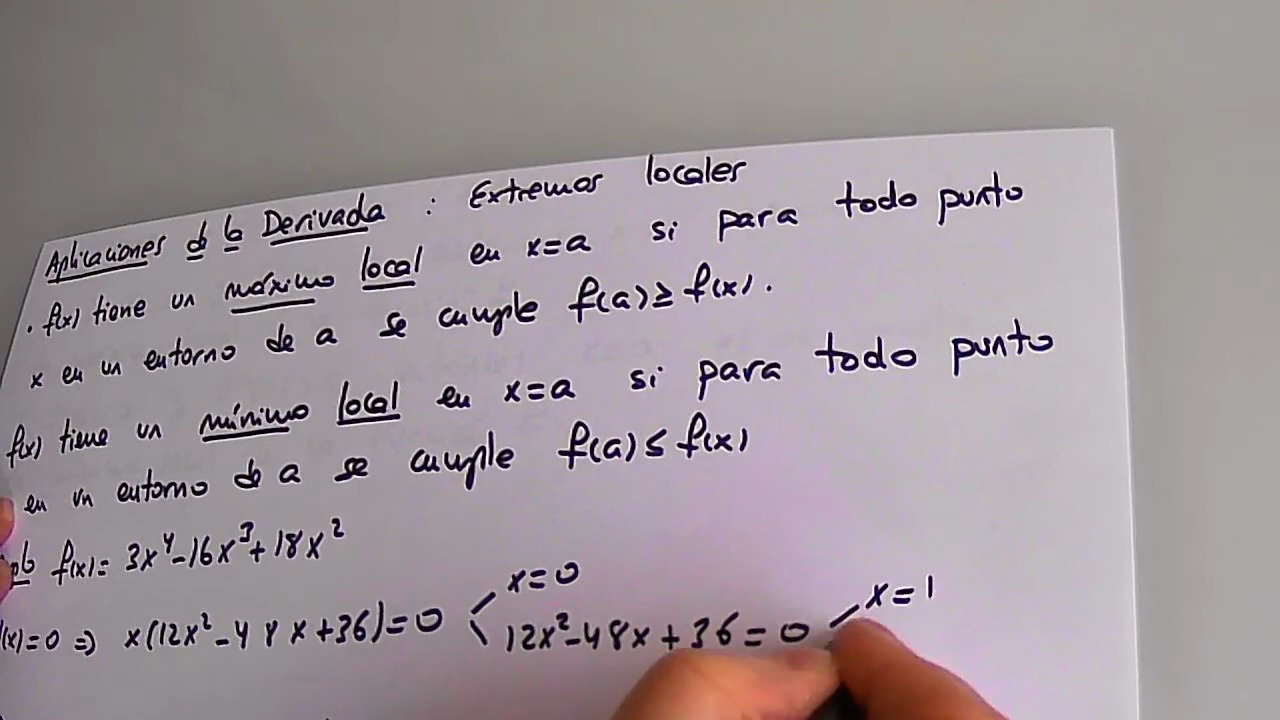 Aplicaciones de la Derivada : Extremos locales
. f(x) tiene un máximo local en x=a si para todo punto
x en un entorno de a se cumple f(a)≥f(x).
f(x) tiene un mínimo local en x=a si para todo punto
en un entorno de a se cumple f(a)≤f(x)
f(x)= 3x⁴-16x³+18x²
x=0
x=1
(x)=0 ⇒ x(12x²-48x+36)=0 12x²-48x+36=0